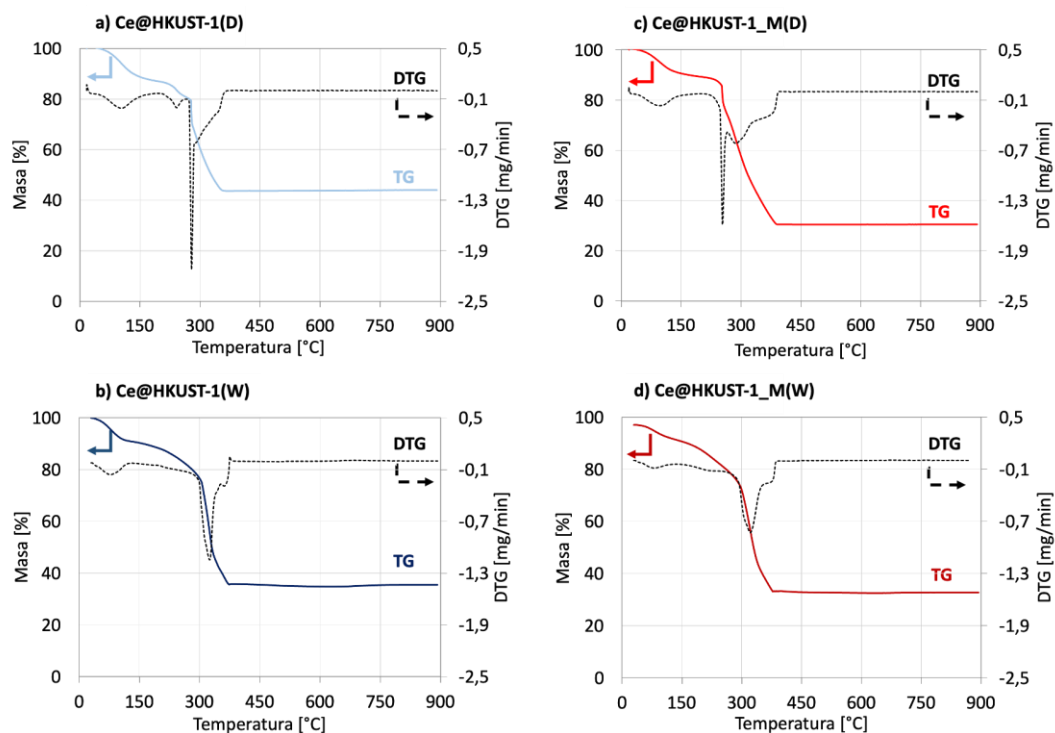 a) Ce@HKUST-1(D)
100
80
60
40
20
0
Masa [%]
0,5
-0,1
-0,7
-1,3
-1,9
-2,5
DTG [mg/min]
DTG
TG
0 150 300 450 600 750 900
Temperatura [°C]
c) Ce@HKUST-1_M(D)
100
80
60
40
20
0
Masa [%]
0,5
-0,1
-0,7
-1,3
-1,9
-2,5
DTG [mg/min]
DTG
TG
0 150 300 450 600 750 900
Temperatura [°C]
b) Ce@HKUST-1(W)
100
80
60
40
20
0
Masa [%]
0,5
-0,1
-0,7
-1,3
-1,9
-2,5
DTG [mg/min]
DTG
TG
0 150 300 450 600 750 900
Temperatura [°C]
d) Ce@HKUST-1_M(W)
100
80
60
40
20
0
Masa [%]
0,5
-0,1
-0,7
-1,3
-1,9
-2,5
DTG [mg/min]
DTG
TG
0 150 300 450 600 750 900
Temperatura [°C]